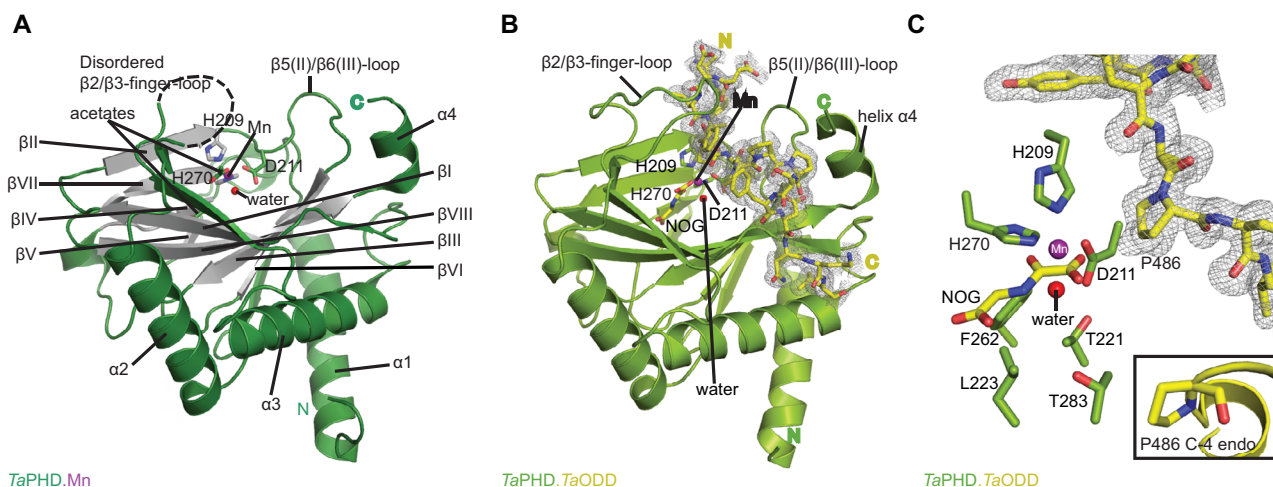 A
Disordered
β2/β3-finger-loop
β5(II)/β6(III)-loop
acetates
H209
Mn
C
α4
βII
D211
βI
βVII
H270
water
βIV
βVIII
βV
βIII
βVI
α2
α3
α1
N
TaPHD.Mn
B
N
β2/β3-finger-loop
β5(II)/β6(III)-loop
Mn
C
helix α4
H209
H270
D211
NOG
C
water
N
TaPHD.TaODD
C
H209
H270
Mn
P486
D211
NOG
water
F262
T221
L223
T283
P486 C-4 endo
TaPHD.TaODD